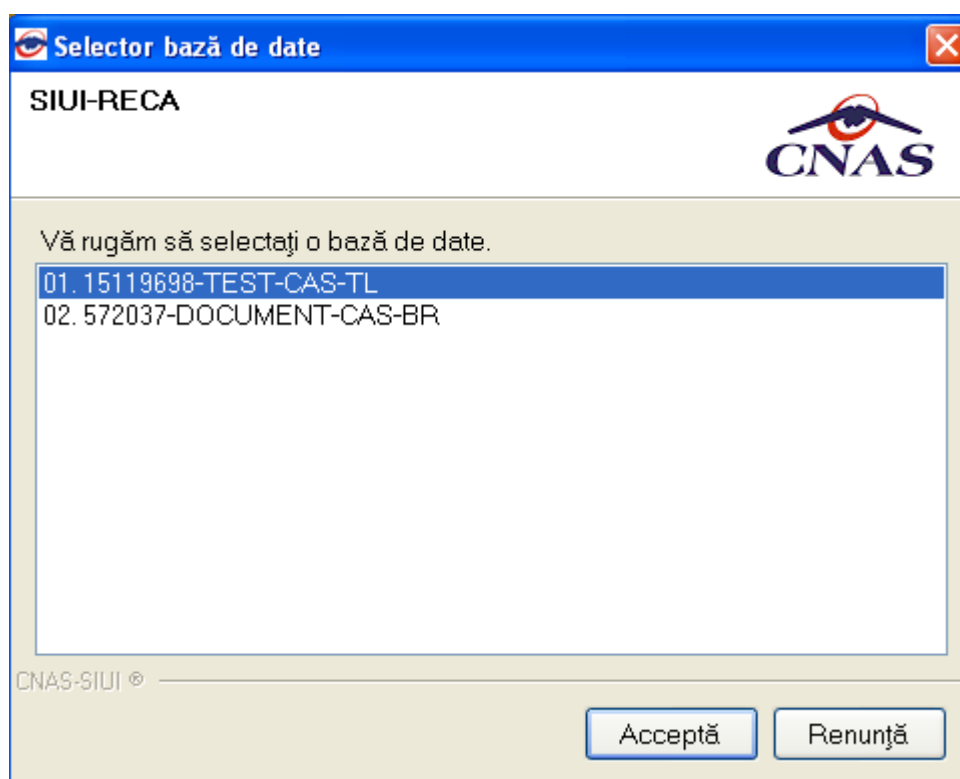 Selector bază de date
SIUI-RECA
CNAS
Vă rugăm să selectaţi o bază de date.
01. 15119698-TEST-CAS-TL
02. 572037-DOCUMENT-CAS-BR
CNAS-SIUI ®
Acceptă Renunţă